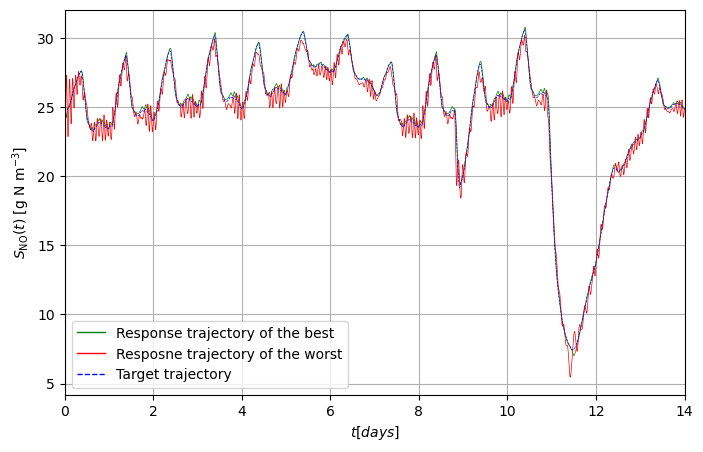 30
25
20
15
10
5
S_NO(t) [g N m⁻³]
Response trajectory of the best
Resposne trajectory of the worst
Target trajectory
0 2 4 6 8 10 12 14
t[days]